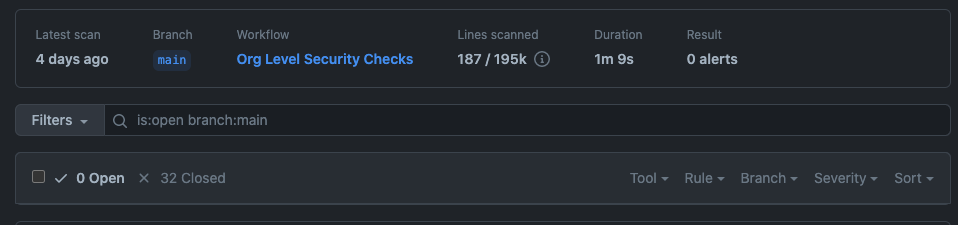 Latest scan Branch Workflow Lines scanned Duration Result
4 days ago main Org Level Security Checks 187 / 195k 1m 9s 0 alerts
Filters is:open branch:main
0 Open 32 Closed Tool Rule Branch Severity Sort